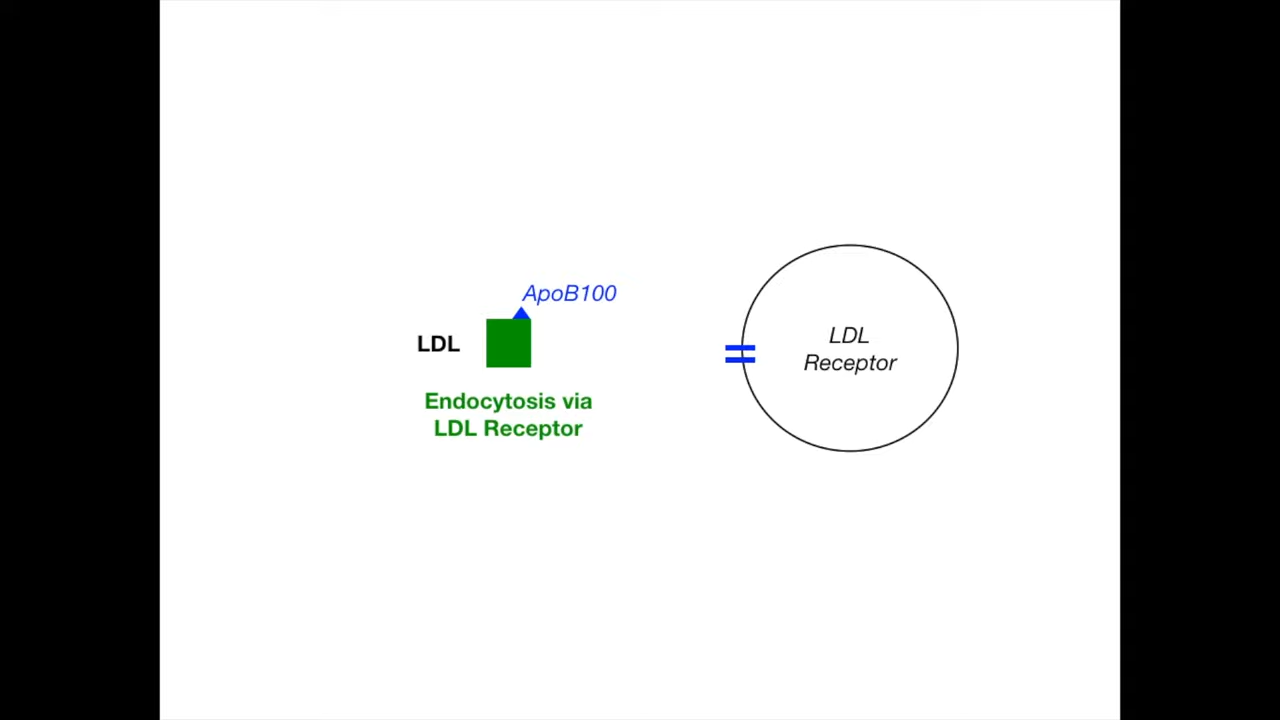 ApoB100
LDL
Endocytosis via
LDL Receptor
LDL
Receptor